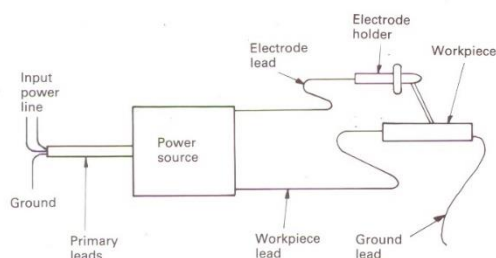 Electrode
holder
Electrode
lead
Workpiece
Input
power
line
Power
source
Ground
Primary
leads
Workpiece
lead
Ground
lead